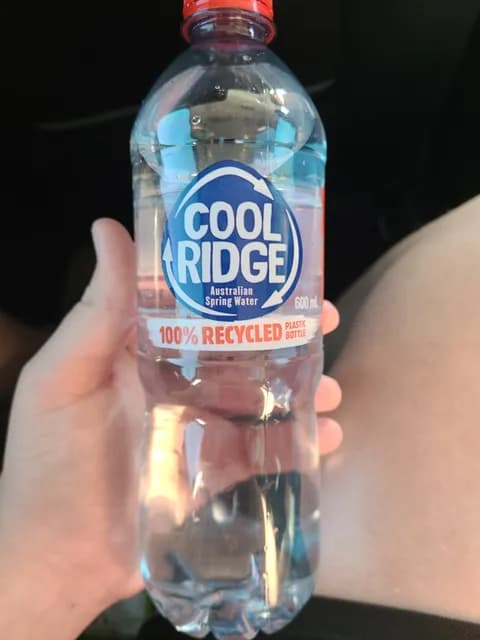 COOL
RIDGE
Australian
Spring Water
600 mL
100% RECYCLED PLASTIC BOTTLE